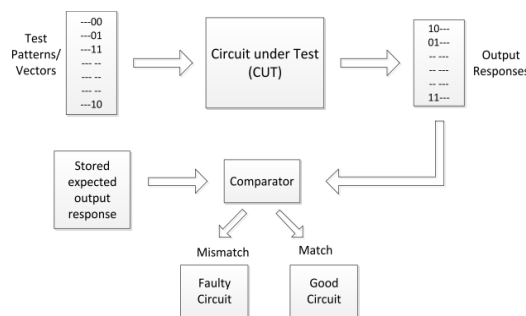 Test
Patterns/
Vectors
---00
---01
---11
--- --
--- --
--- --
---10
Circuit under Test
(CUT)
10---
01---
-- ---
-- ---
-- ---
11---
Output
Responses
Stored
expected
output
response
Comparator
Mismatch
Match
Faulty
Circuit
Good
Circuit